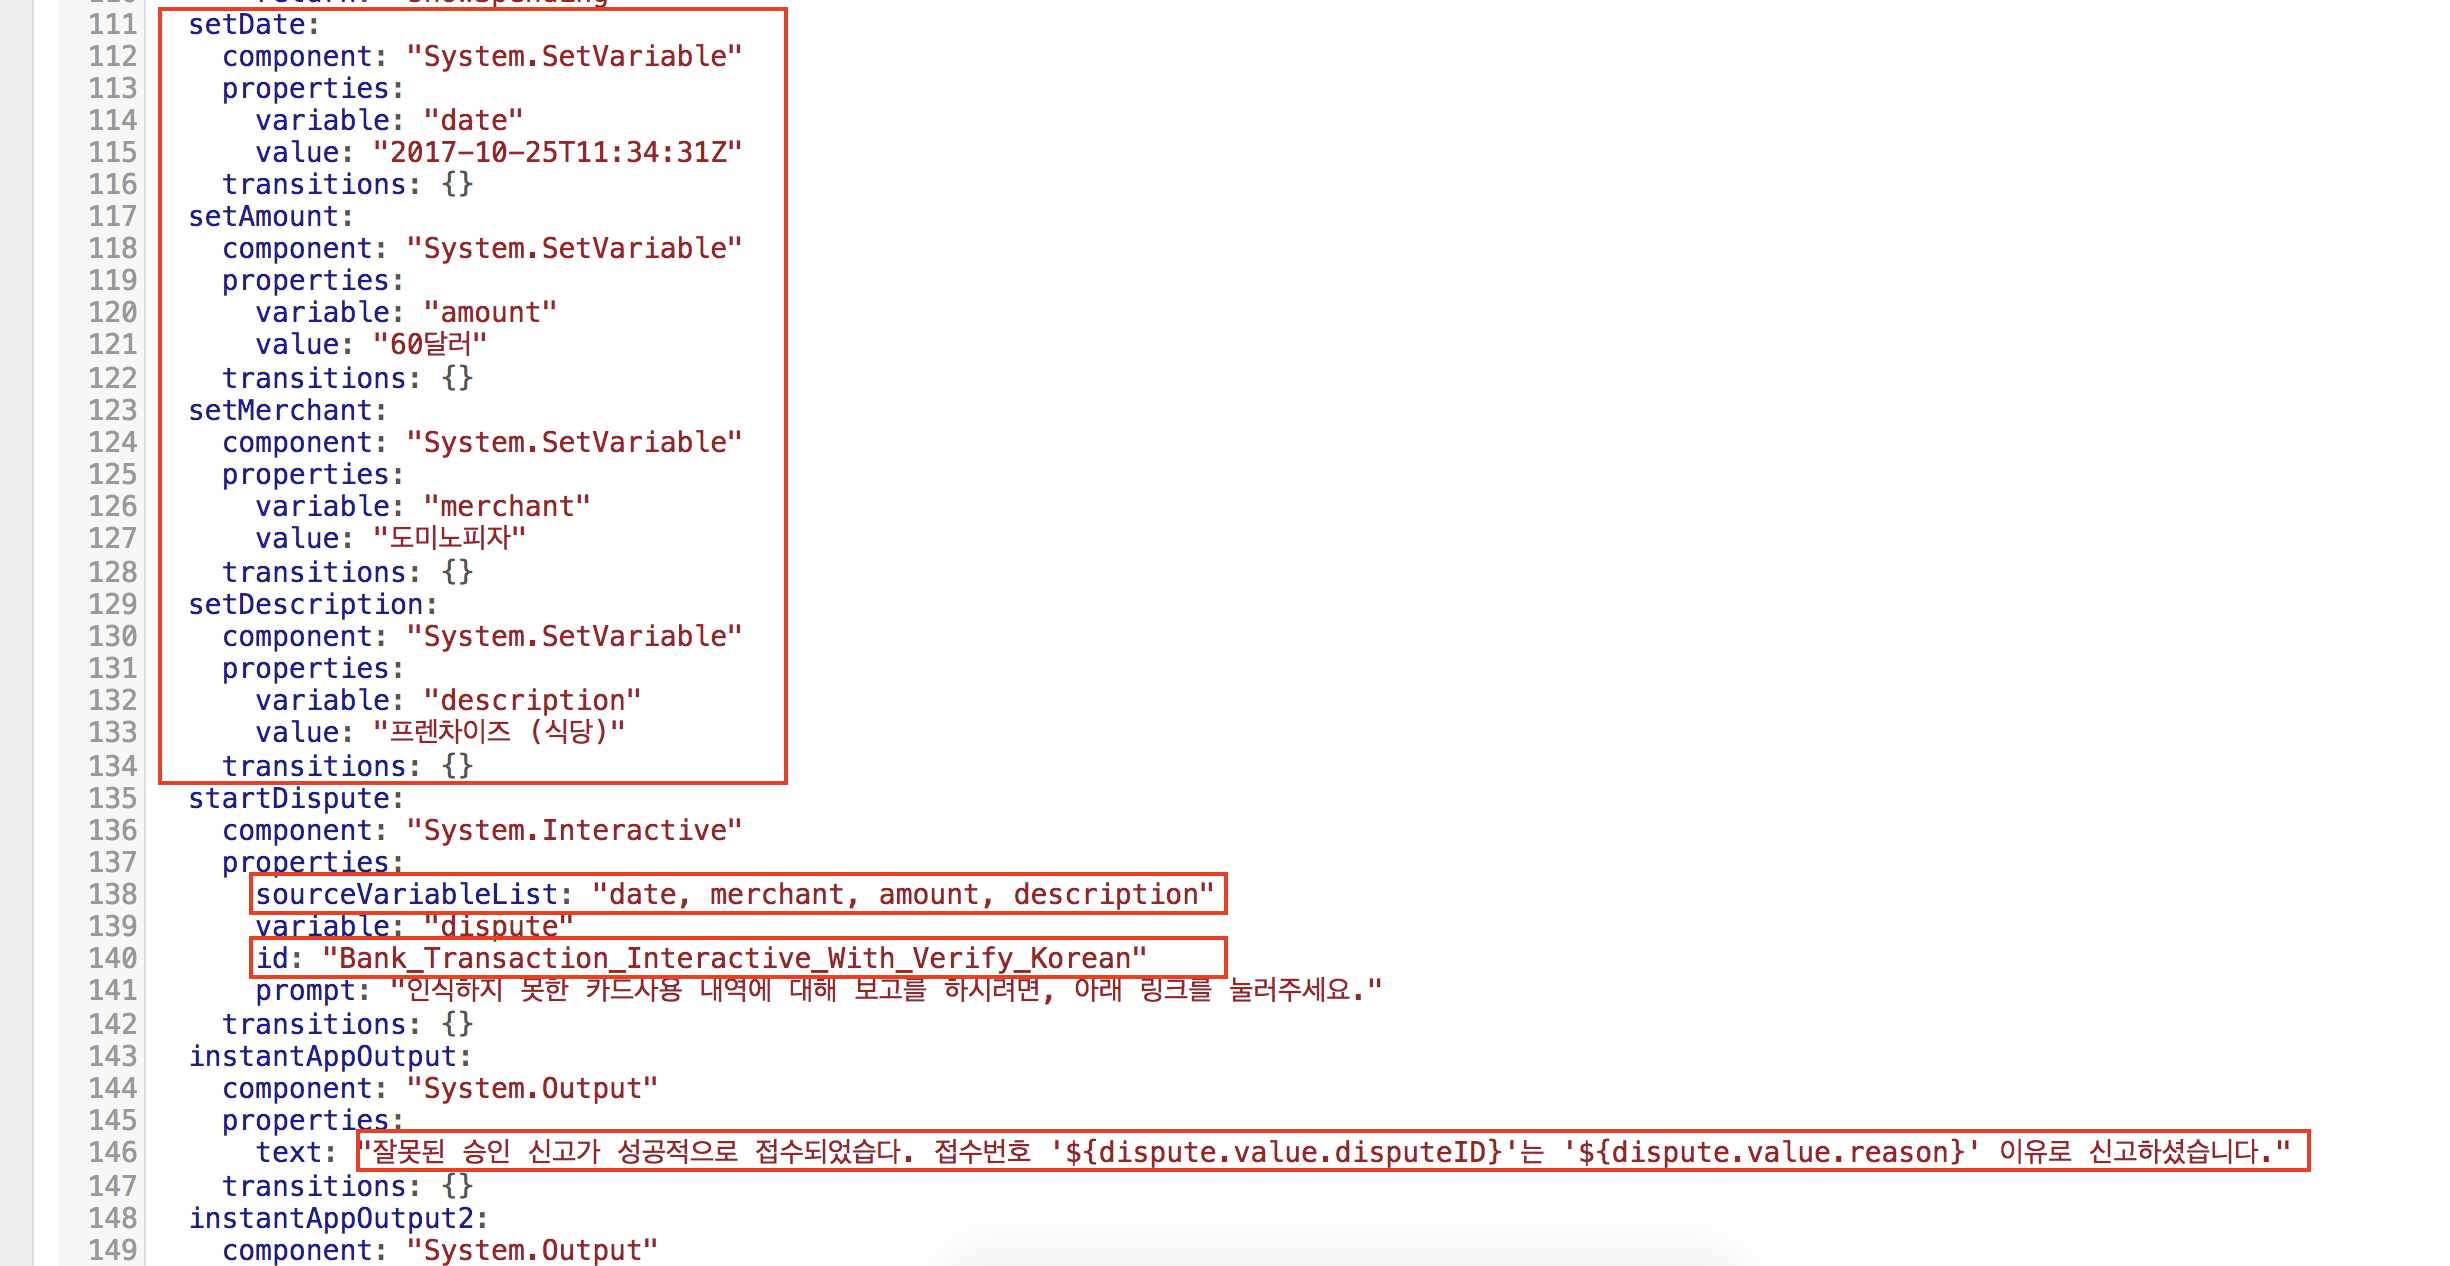 111 setDate:
112 component: "System.SetVariable"
113 properties:
114 variable: "date"
115 value: "2017-10-25T11:34:31Z"
116 transitions: {}
117 setAmount:
118 component: "System.SetVariable"
119 properties:
120 variable: "amount"
121 value: "60달러"
122 transitions: {}
123 setMerchant:
124 component: "System.SetVariable"
125 properties:
126 variable: "merchant"
127 value: "도미노피자"
128 transitions: {}
129 setDescription:
130 component: "System.SetVariable"
131 properties:
132 variable: "description"
133 value: "프렌차이즈 (식당)"
134 transitions: {}
135 startDispute:
136 component: "System.Interactive"
137 properties:
138 sourceVariableList: "date, merchant, amount, description"
139 variable: "dispute"
140 id: "Bank_Transaction_Interactive_With_Verify_Korean"
141 prompt: "인식하지 못한 카드사용 내역에 대해 보고를 하시려면, 아래 링크를 눌러주세요."
142 transitions: {}
143 instantAppOutput:
144 component: "System.Output"
145 properties:
146 text: "잘못된 승인 신고가 성공적으로 접수되었습다. 접수번호 '${dispute.value.disputeID}'는 '${dispute.value.reason}' 이유로 신고하셨습니다."
147 transitions: {}
148 instantAppOutput2:
149 component: "System.Output"